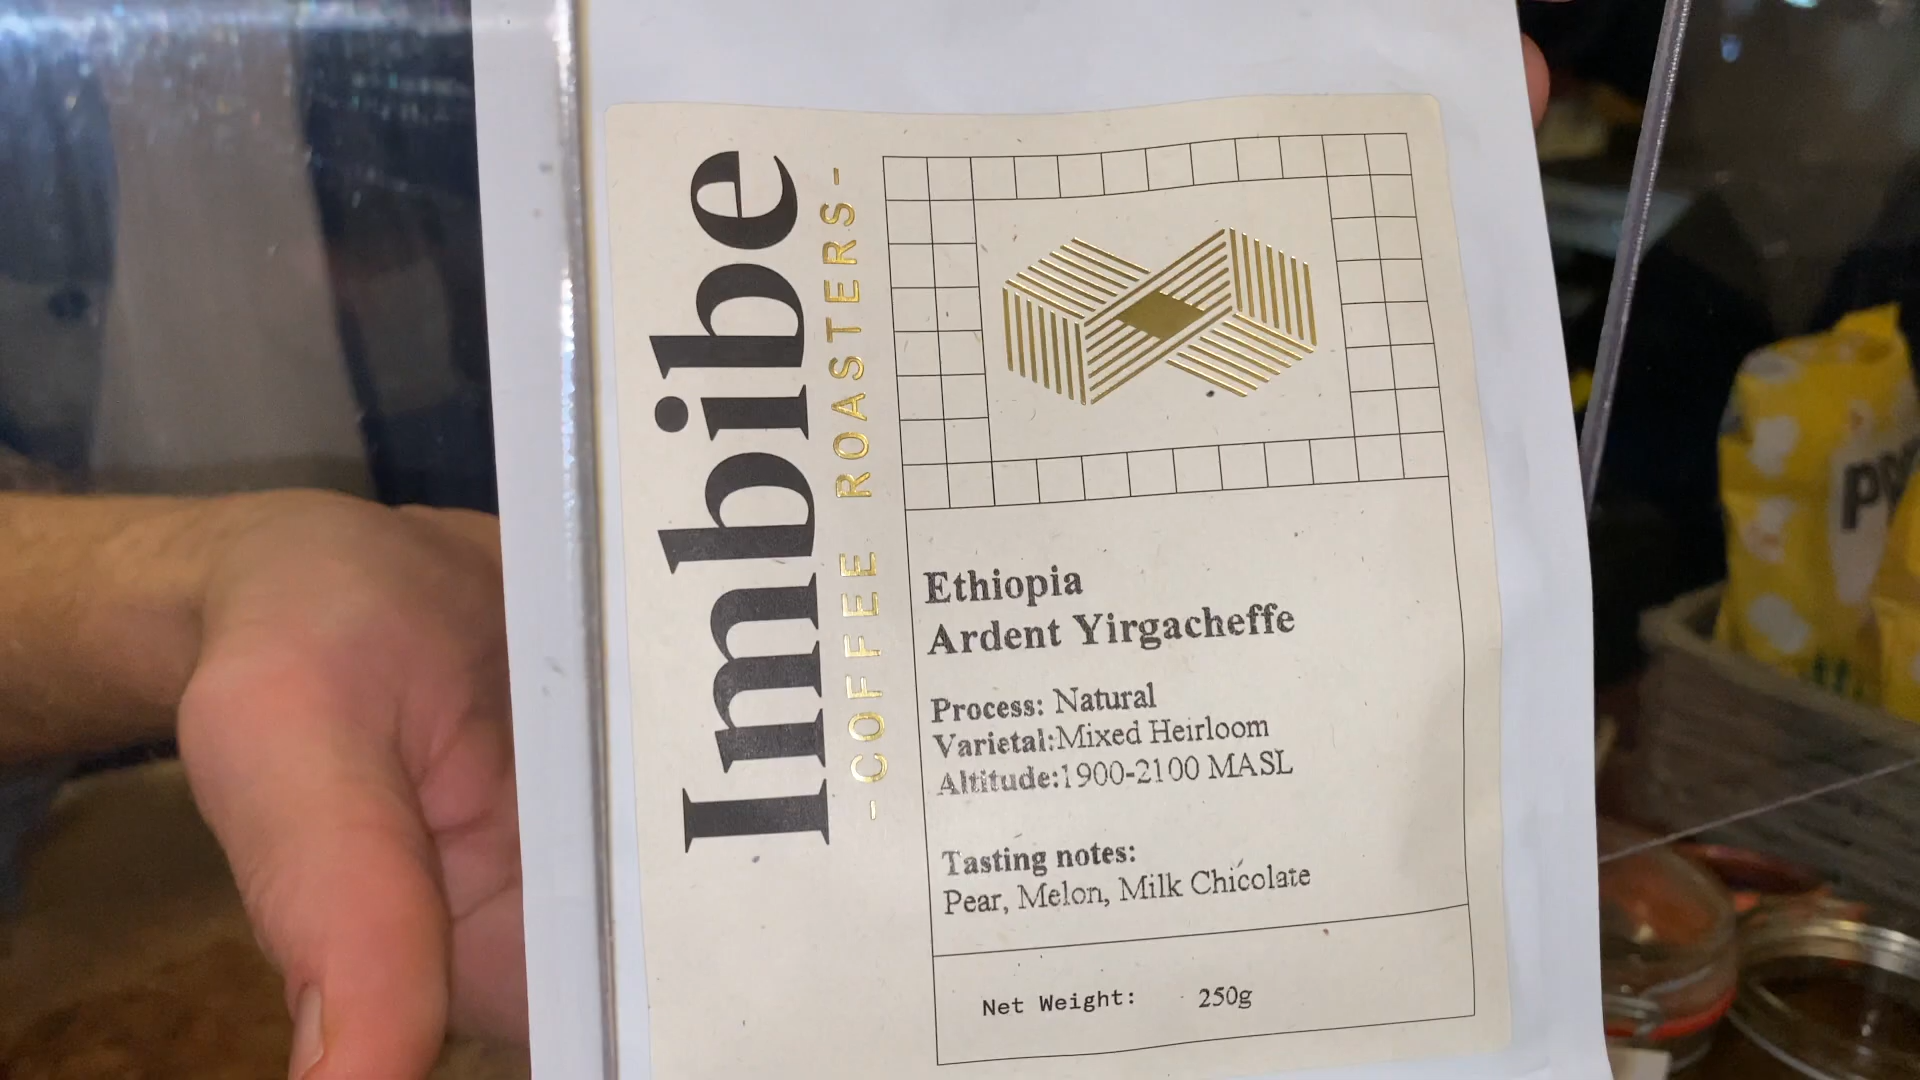 Imbibe
-COFFEE ROASTERS-
Ethiopia
Ardent Yirgacheffe
Process: Natural
Varietal:Mixed Heirloom
Altitude:1900-2100 MASL
Tasting notes:
Pear, Melon, Milk Chicolate
Net Weight: 250g